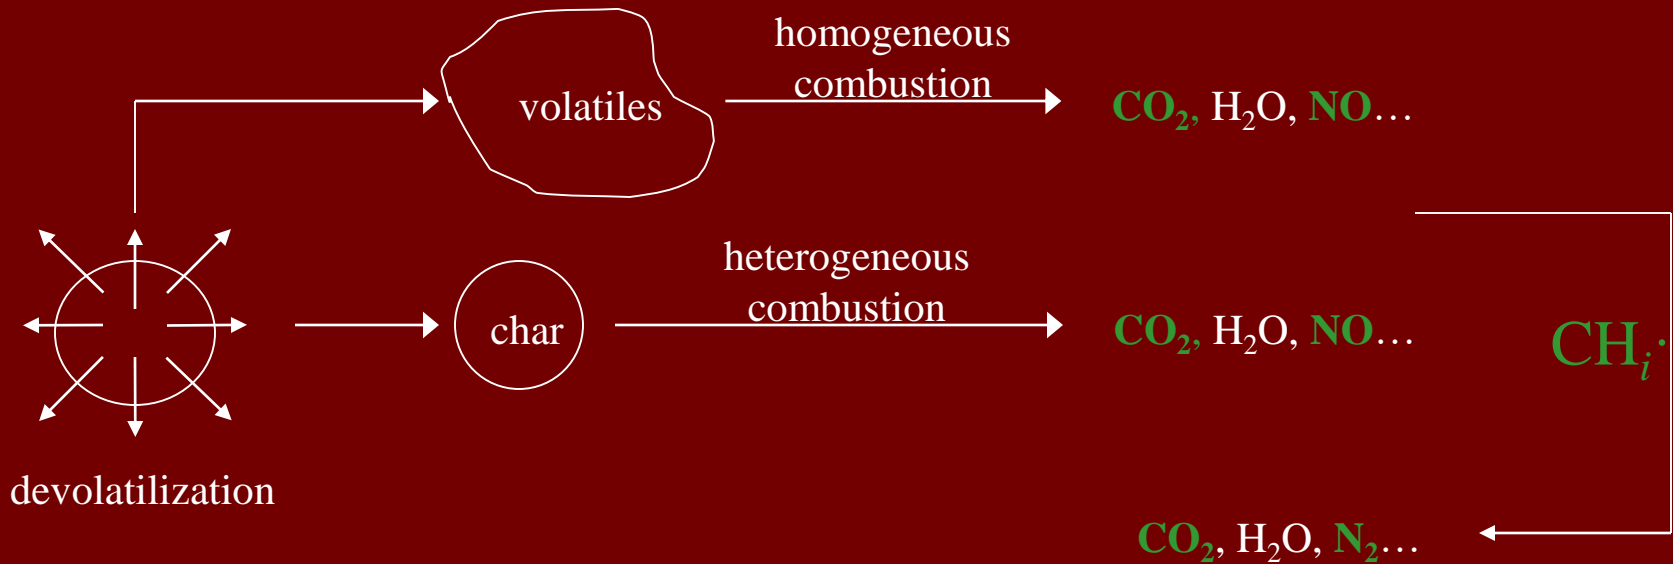 homogeneous
combustion
volatiles
CO₂, H₂O, NO…
heterogeneous
combustion
char
CO₂, H₂O, NO…
CHᵢ·
devolatilization
CO₂, H₂O, N₂…